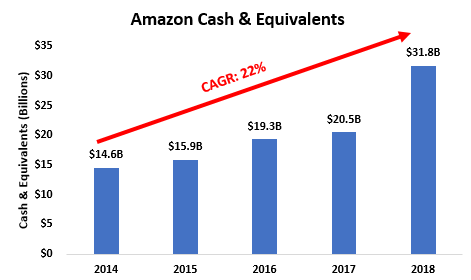 Amazon Cash & Equivalents
Cash & Equivalents (Billions)
$35
$30
$25
$20
$15
$10
$5
$0
CAGR: 22%
$14.6B
$15.9B
$19.3B
$20.5B
$31.8B
2014 2015 2016 2017 2018